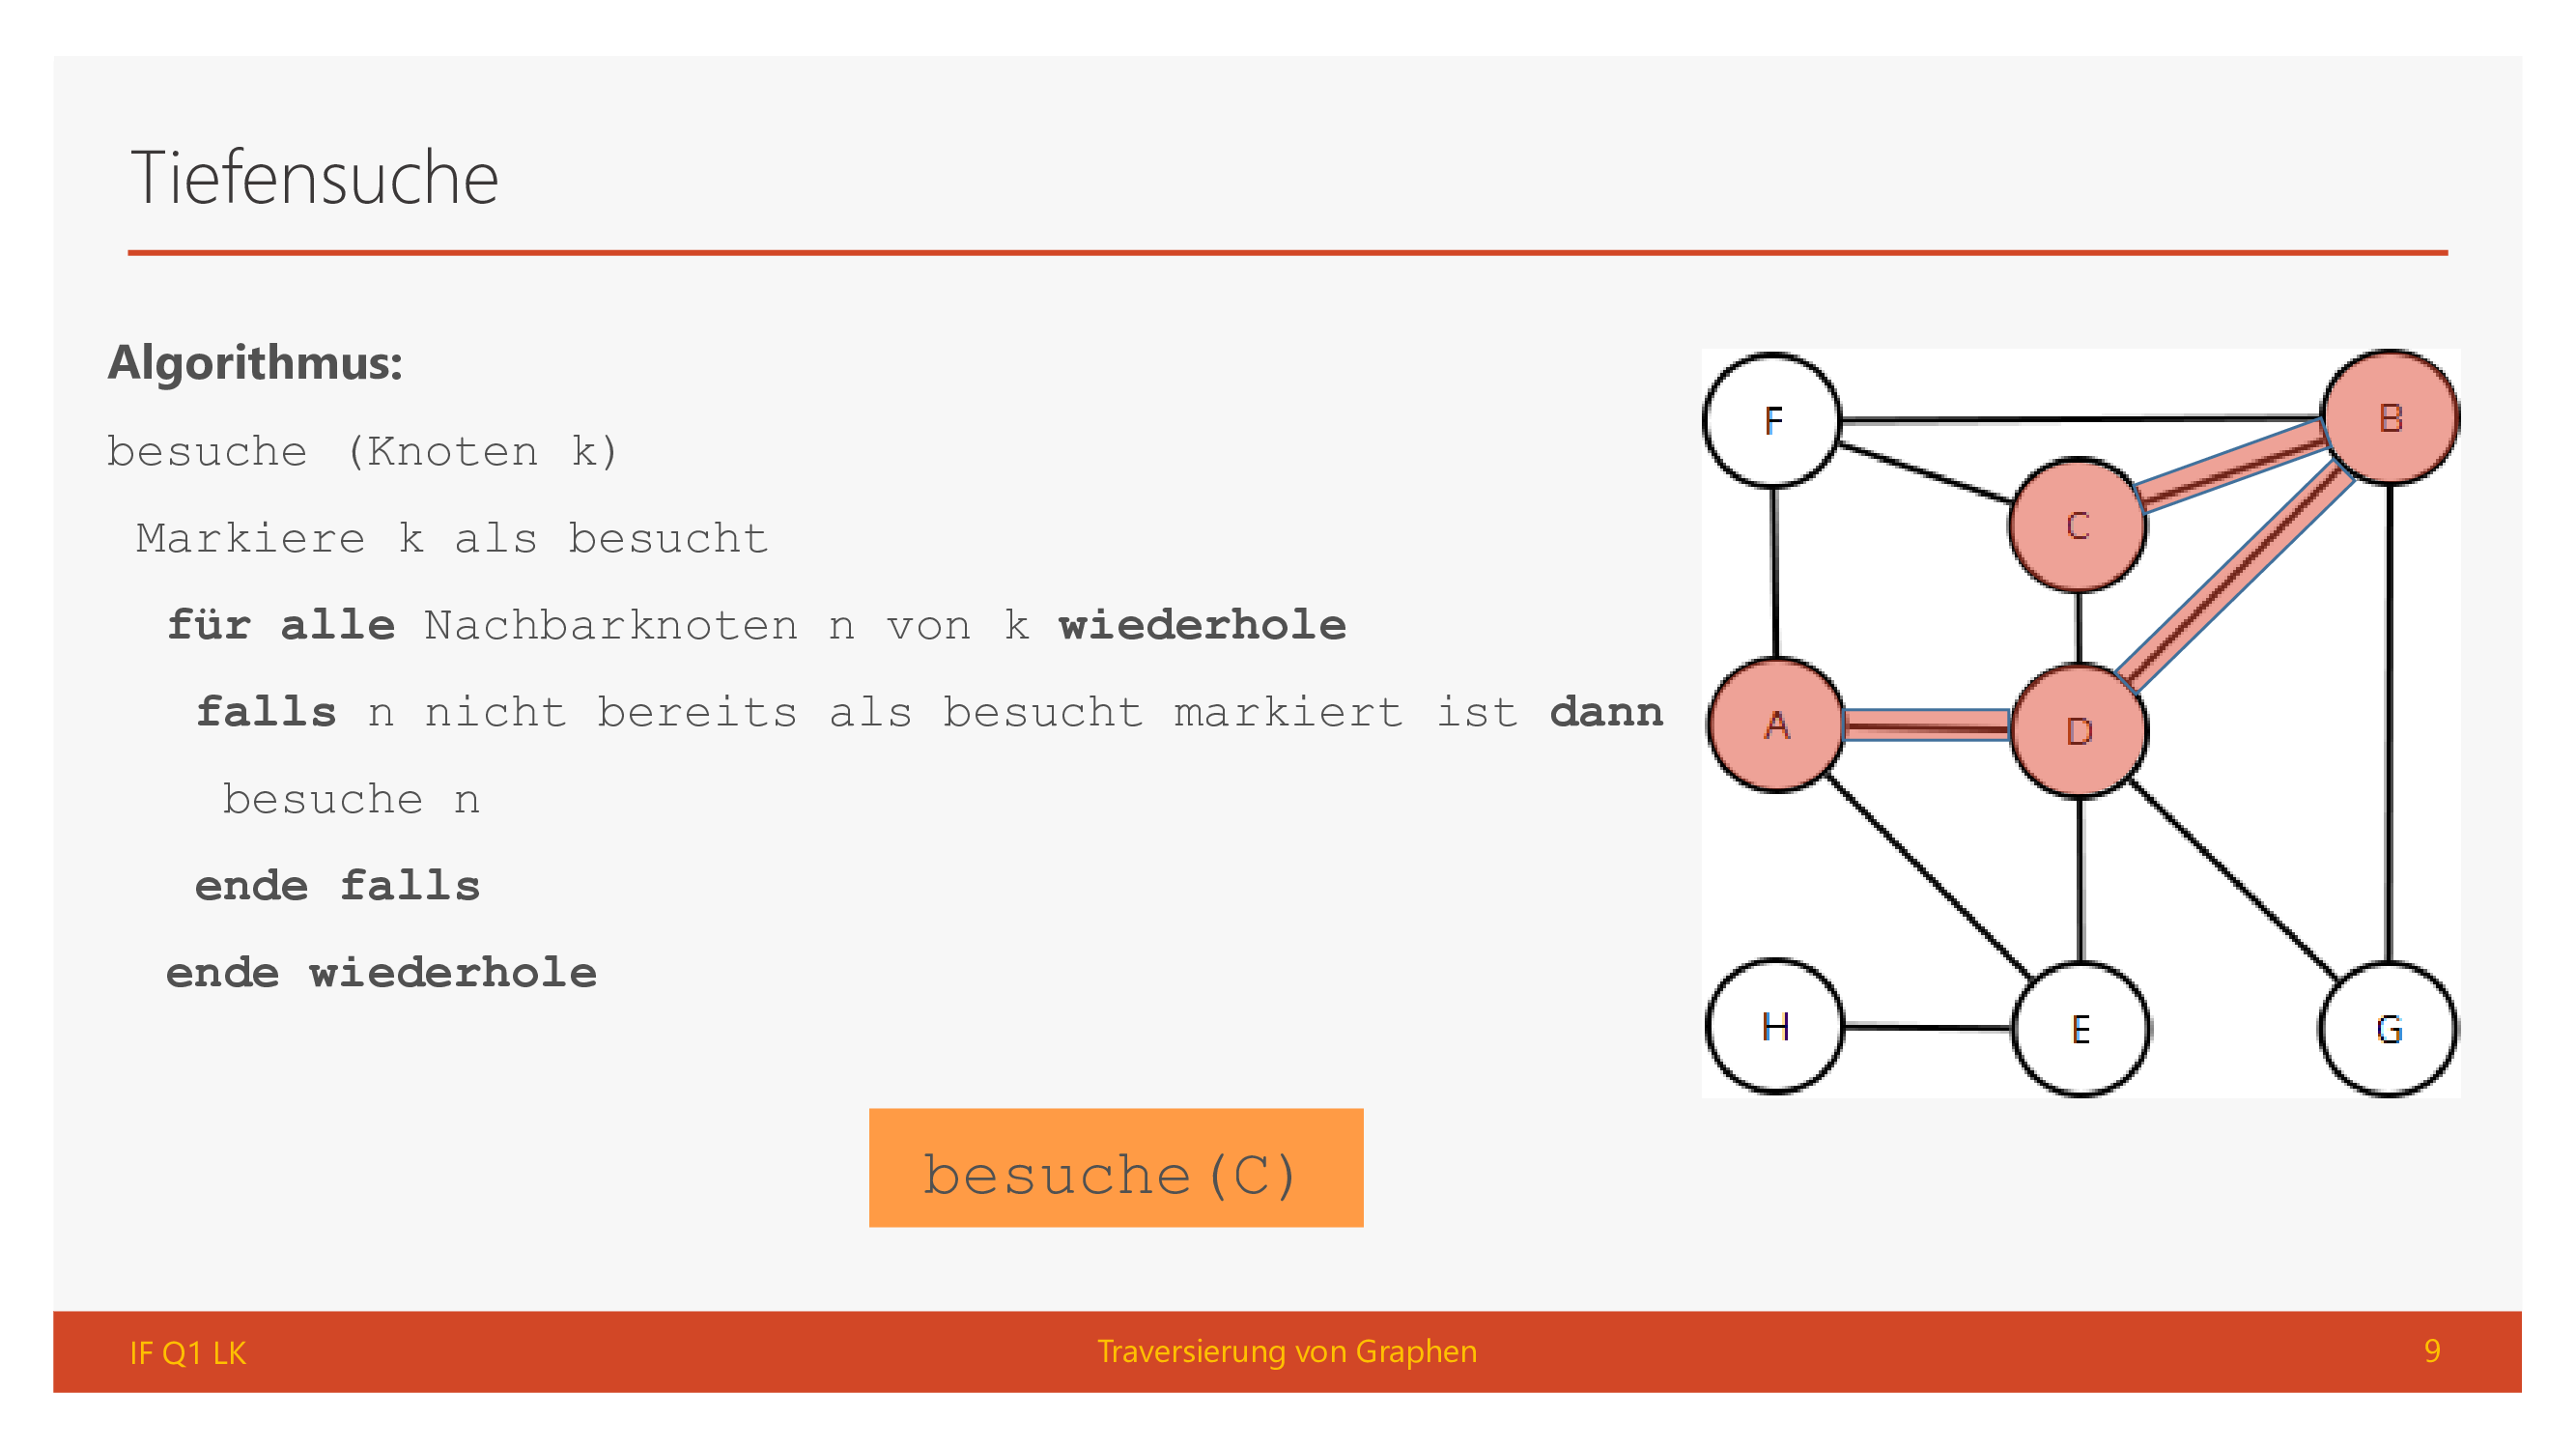 Tiefensuche
Algorithmus:
besuche (Knoten k)
Markiere k als besucht
für alle Nachbarknoten n von k wiederhole
falls n nicht bereits als besucht markiert ist dann
besuche n
ende falls
ende wiederhole
F
B
C
A
D
H
E
G
besuche(C)
IF Q1 LK
Traversierung von Graphen
9